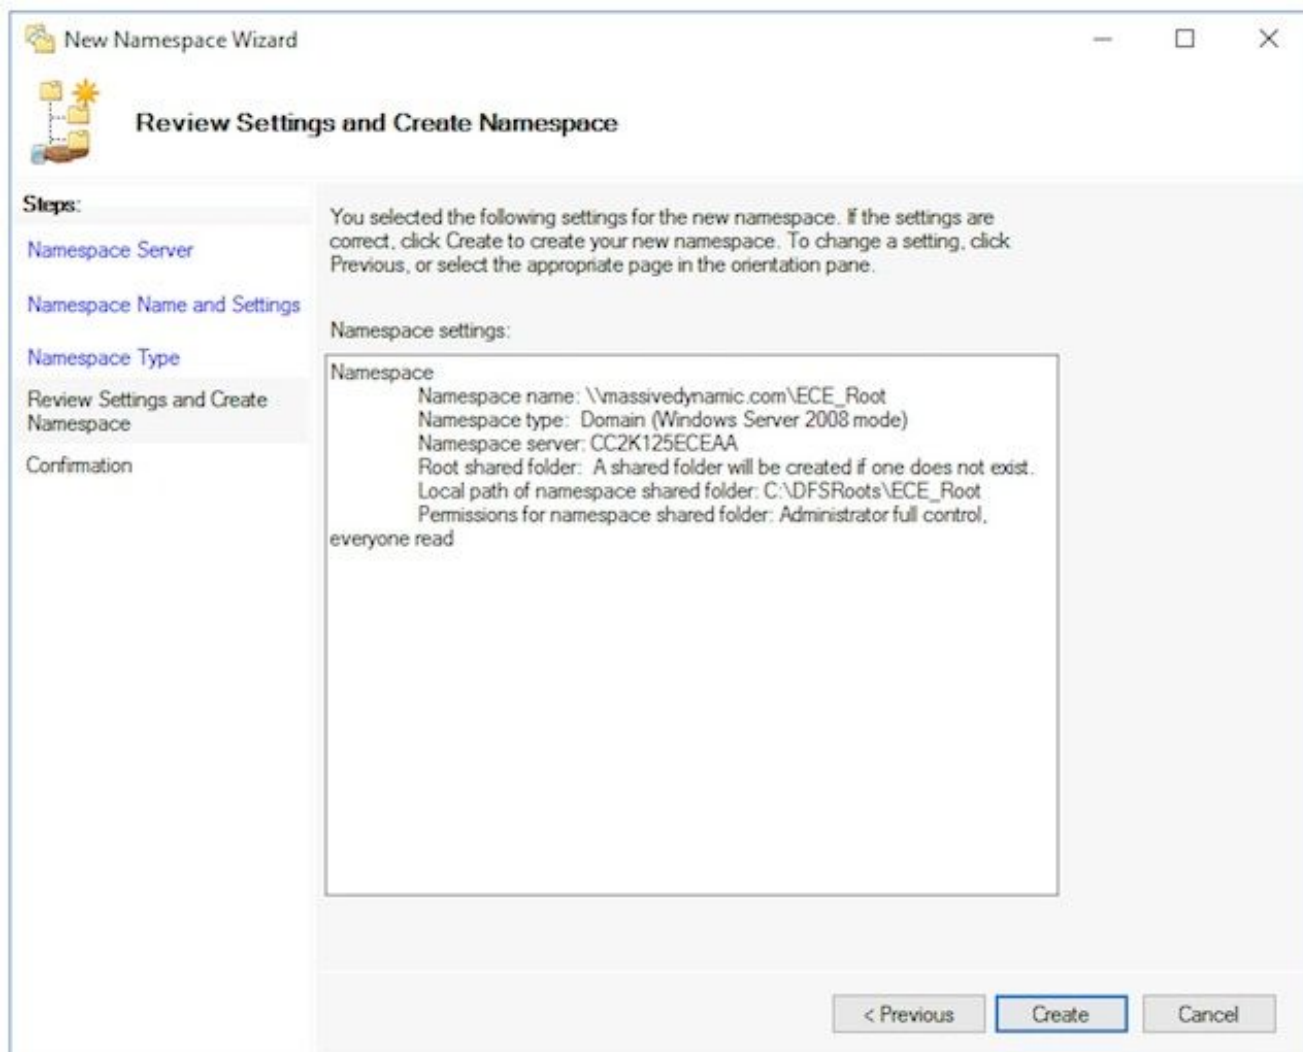 New Namespace Wizard
Review Settings and Create Namespace
Steps:
Namespace Server
Namespace Name and Settings
Namespace Type
Review Settings and Create
Namespace
Confirmation
You selected the following settings for the new namespace. If the settings are
correct, click Create to create your new namespace. To change a setting, click
Previous, or select the appropriate page in the orientation pane.
Namespace settings:
Namespace
Namespace name: \\massivedynamic.com\ECE_Root
Namespace type:  Domain (Windows Server 2008 mode)
Namespace server: CC2K125ECEAA
Root shared folder:  A shared folder will be created if one does not exist.
Local path of namespace shared folder: C:\DFSRoots\ECE_Root
Permissions for namespace shared folder: Administrator full control,
everyone read
< Previous
Create
Cancel